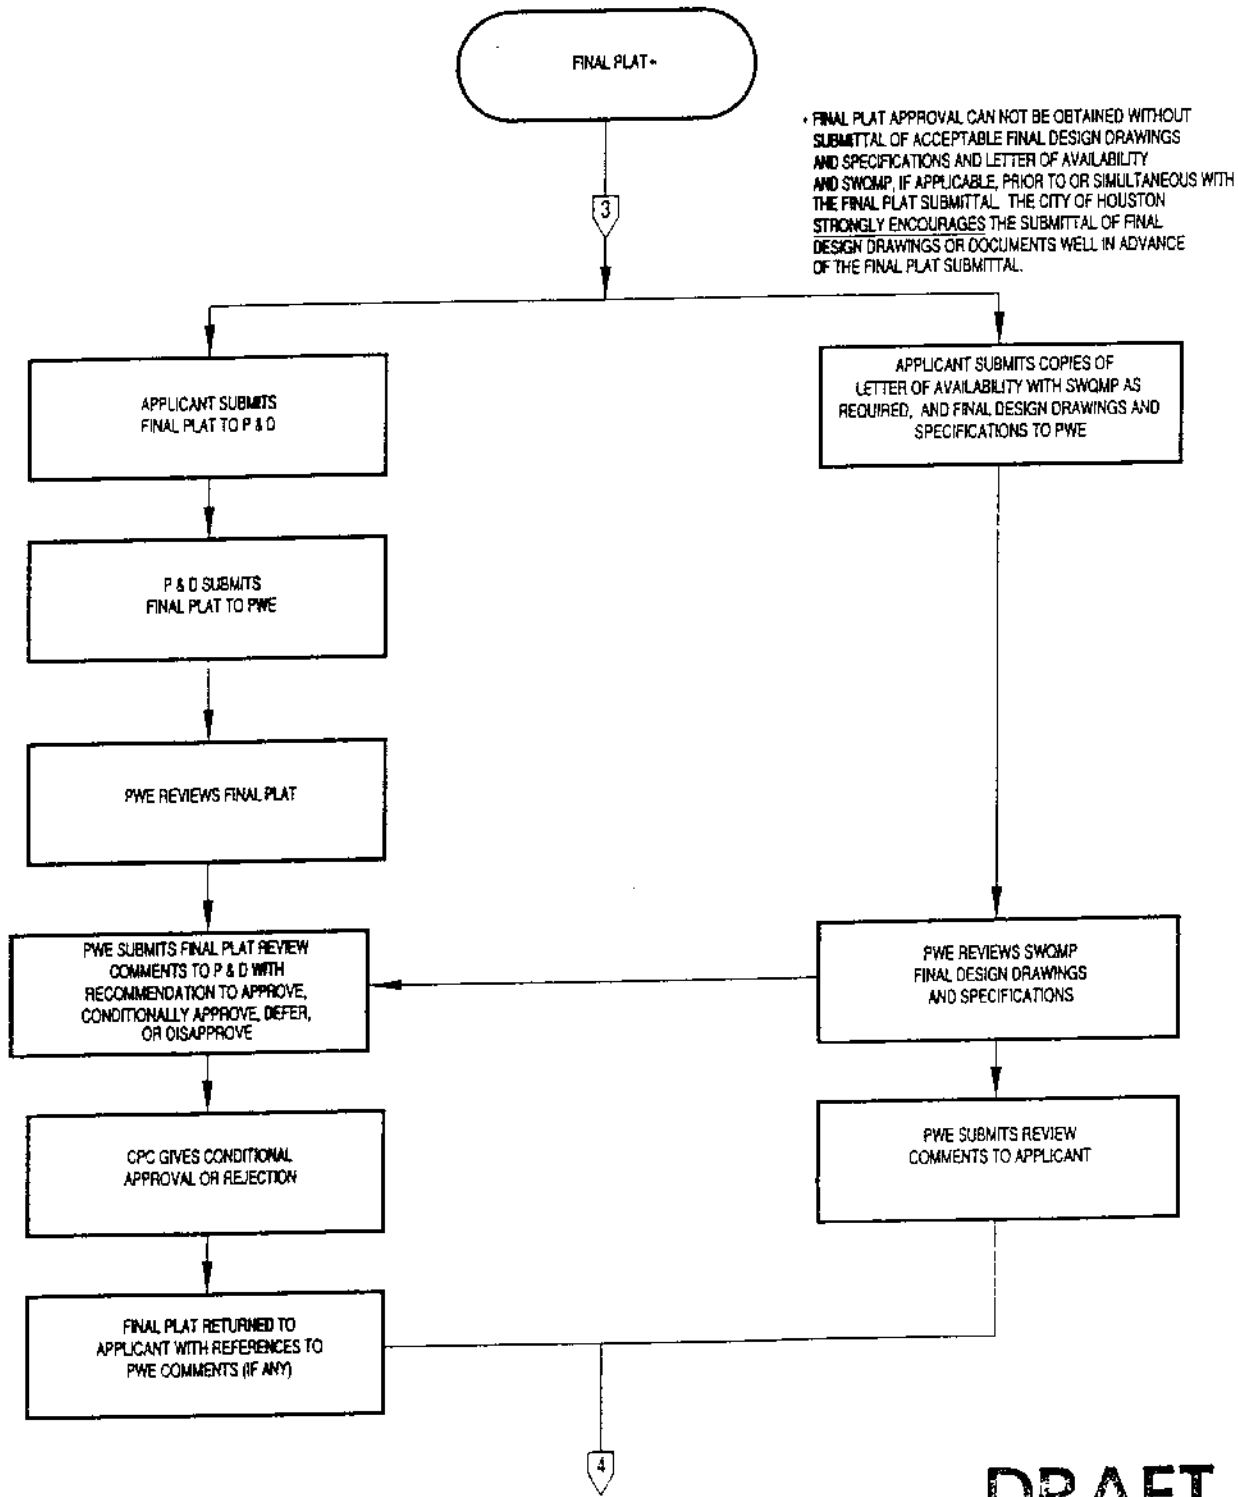 FINAL PLAT *
* FINAL PLAT APPROVAL CAN NOT BE OBTAINED WITHOUT
SUBMITTAL OF ACCEPTABLE FINAL DESIGN DRAWINGS
AND SPECIFICATIONS AND LETTER OF AVAILABILITY
AND SWQMP, IF APPLICABLE, PRIOR TO OR SIMULTANEOUS WITH
THE FINAL PLAT SUBMITTAL. THE CITY OF HOUSTON
STRONGLY ENCOURAGES THE SUBMITTAL OF FINAL
DESIGN DRAWINGS OR DOCUMENTS WELL IN ADVANCE
OF THE FINAL PLAT SUBMITTAL.
3
APPLICANT SUBMITS
FINAL PLAT TO P & D
APPLICANT SUBMITS COPIES OF
LETTER OF AVAILABILITY WITH SWQMP AS
REQUIRED, AND FINAL DESIGN DRAWINGS AND
SPECIFICATIONS TO PWE
P & D SUBMITS
FINAL PLAT TO PWE
PWE REVIEWS FINAL PLAT
PWE SUBMITS FINAL PLAT REVIEW
COMMENTS TO P & D WITH
RECOMMENDATION TO APPROVE,
CONDITIONALLY APPROVE, DEFER,
OR DISAPPROVE
PWE REVIEWS SWQMP
FINAL DESIGN DRAWINGS
AND SPECIFICATIONS
CPC GIVES CONDITIONAL
APPROVAL OR REJECTION
PWE SUBMITS REVIEW
COMMENTS TO APPLICANT
FINAL PLAT RETURNED TO
APPLICANT WITH REFERENCES TO
PWE COMMENTS (IF ANY)
4
DRAFT